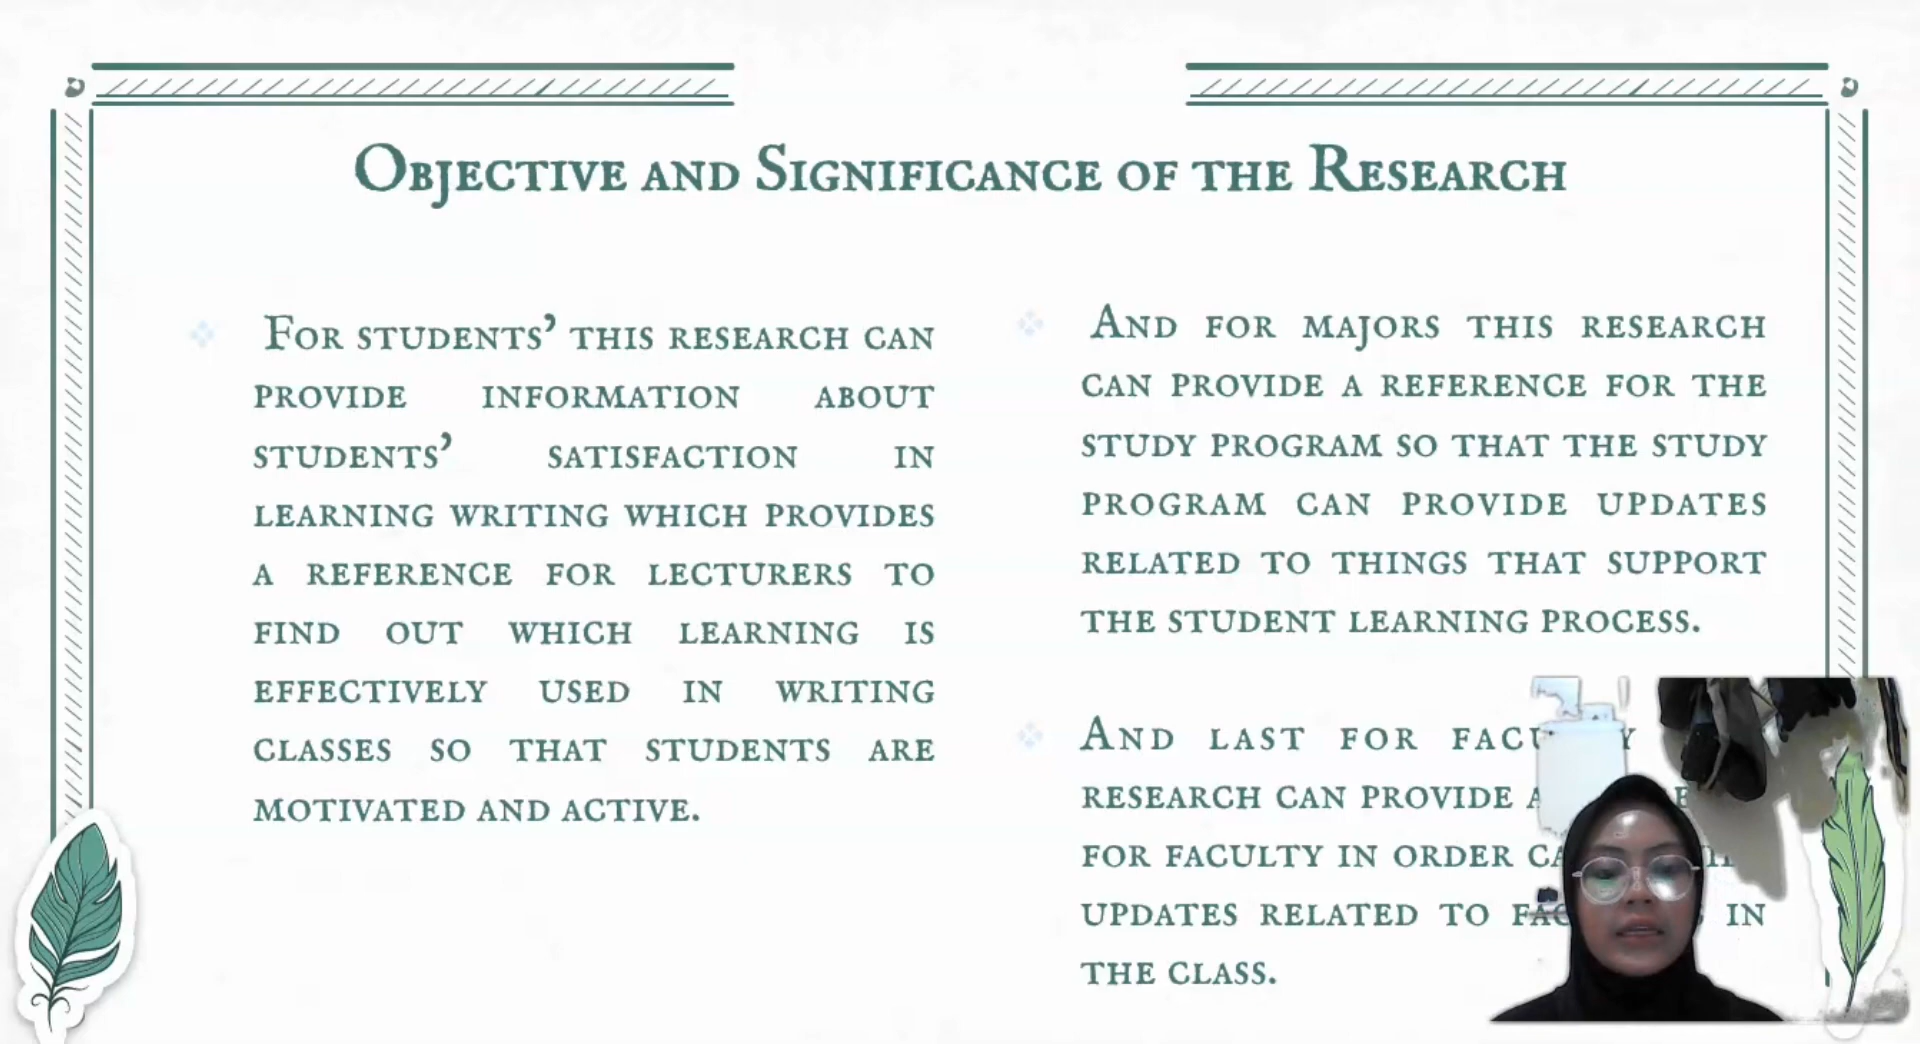 Objective and Significance of the Research
For students' this research can
provide information about
students' satisfaction in
learning writing which provides
a reference for lecturers to
find out which learning is
effectively used in writing
classes so that students are
motivated and active.
And for majors this research
can provide a reference for the
study program so that the study
program can provide updates
related to things that support
the student learning process.
And last for
research can provide
for faculty in order
updates related to in
the class.